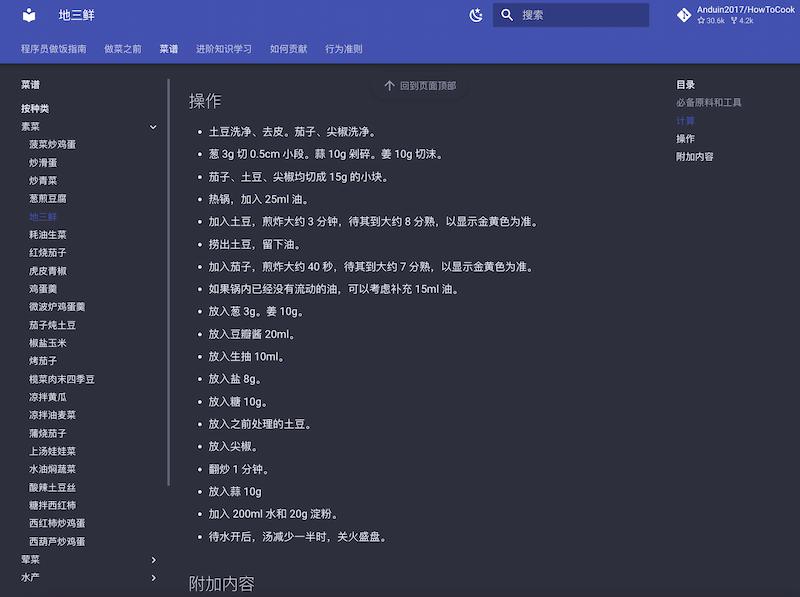 地三鲜
搜索
Anduin2017/HowToCook
30.6k 4.2k
程序员做饭指南 做菜之前 菜谱 进阶知识学习 如何贡献 行为准则
菜谱
按种类
素菜
菠菜炒鸡蛋
炒滑蛋
炒青菜
葱煎豆腐
地三鲜
耗油生菜
红烧茄子
虎皮青椒
鸡蛋羹
微波炉鸡蛋羹
茄子炖土豆
椒盐玉米
烤茄子
榄菜肉末四季豆
凉拌黄瓜
凉拌油麦菜
蒲烧茄子
上汤娃娃菜
水油焖蔬菜
酸辣土豆丝
糖拌西红柿
西红柿炒鸡蛋
西葫芦炒鸡蛋
荤菜
水产
回到页面顶部
操作
土豆洗净、去皮。茄子、尖椒洗净。
葱 3g 切 0.5cm 小段。蒜 10g 剁碎。姜 10g 切沫。
茄子、土豆、尖椒均切成 15g 的小块。
热锅，加入 25ml 油。
加入土豆，煎炸大约 3 分钟，待其到大约 8 分熟，以显示金黄色为准。
捞出土豆，留下油。
加入茄子，煎炸大约 40 秒，待其到大约 7 分熟，以显示金黄色为准。
如果锅内已经没有流动的油，可以考虑补充 15ml 油。
放入葱 3g。姜 10g。
放入豆瓣酱 20ml。
放入生抽 10ml。
放入盐 8g。
放入糖 10g。
放入之前处理的土豆。
放入尖椒。
翻炒 1 分钟。
放入蒜 10g
加入 200ml 水和 20g 淀粉。
待水开后，汤减少一半时，关火盛盘。
附加内容
目录
必备原料和工具
计算
操作
附加内容